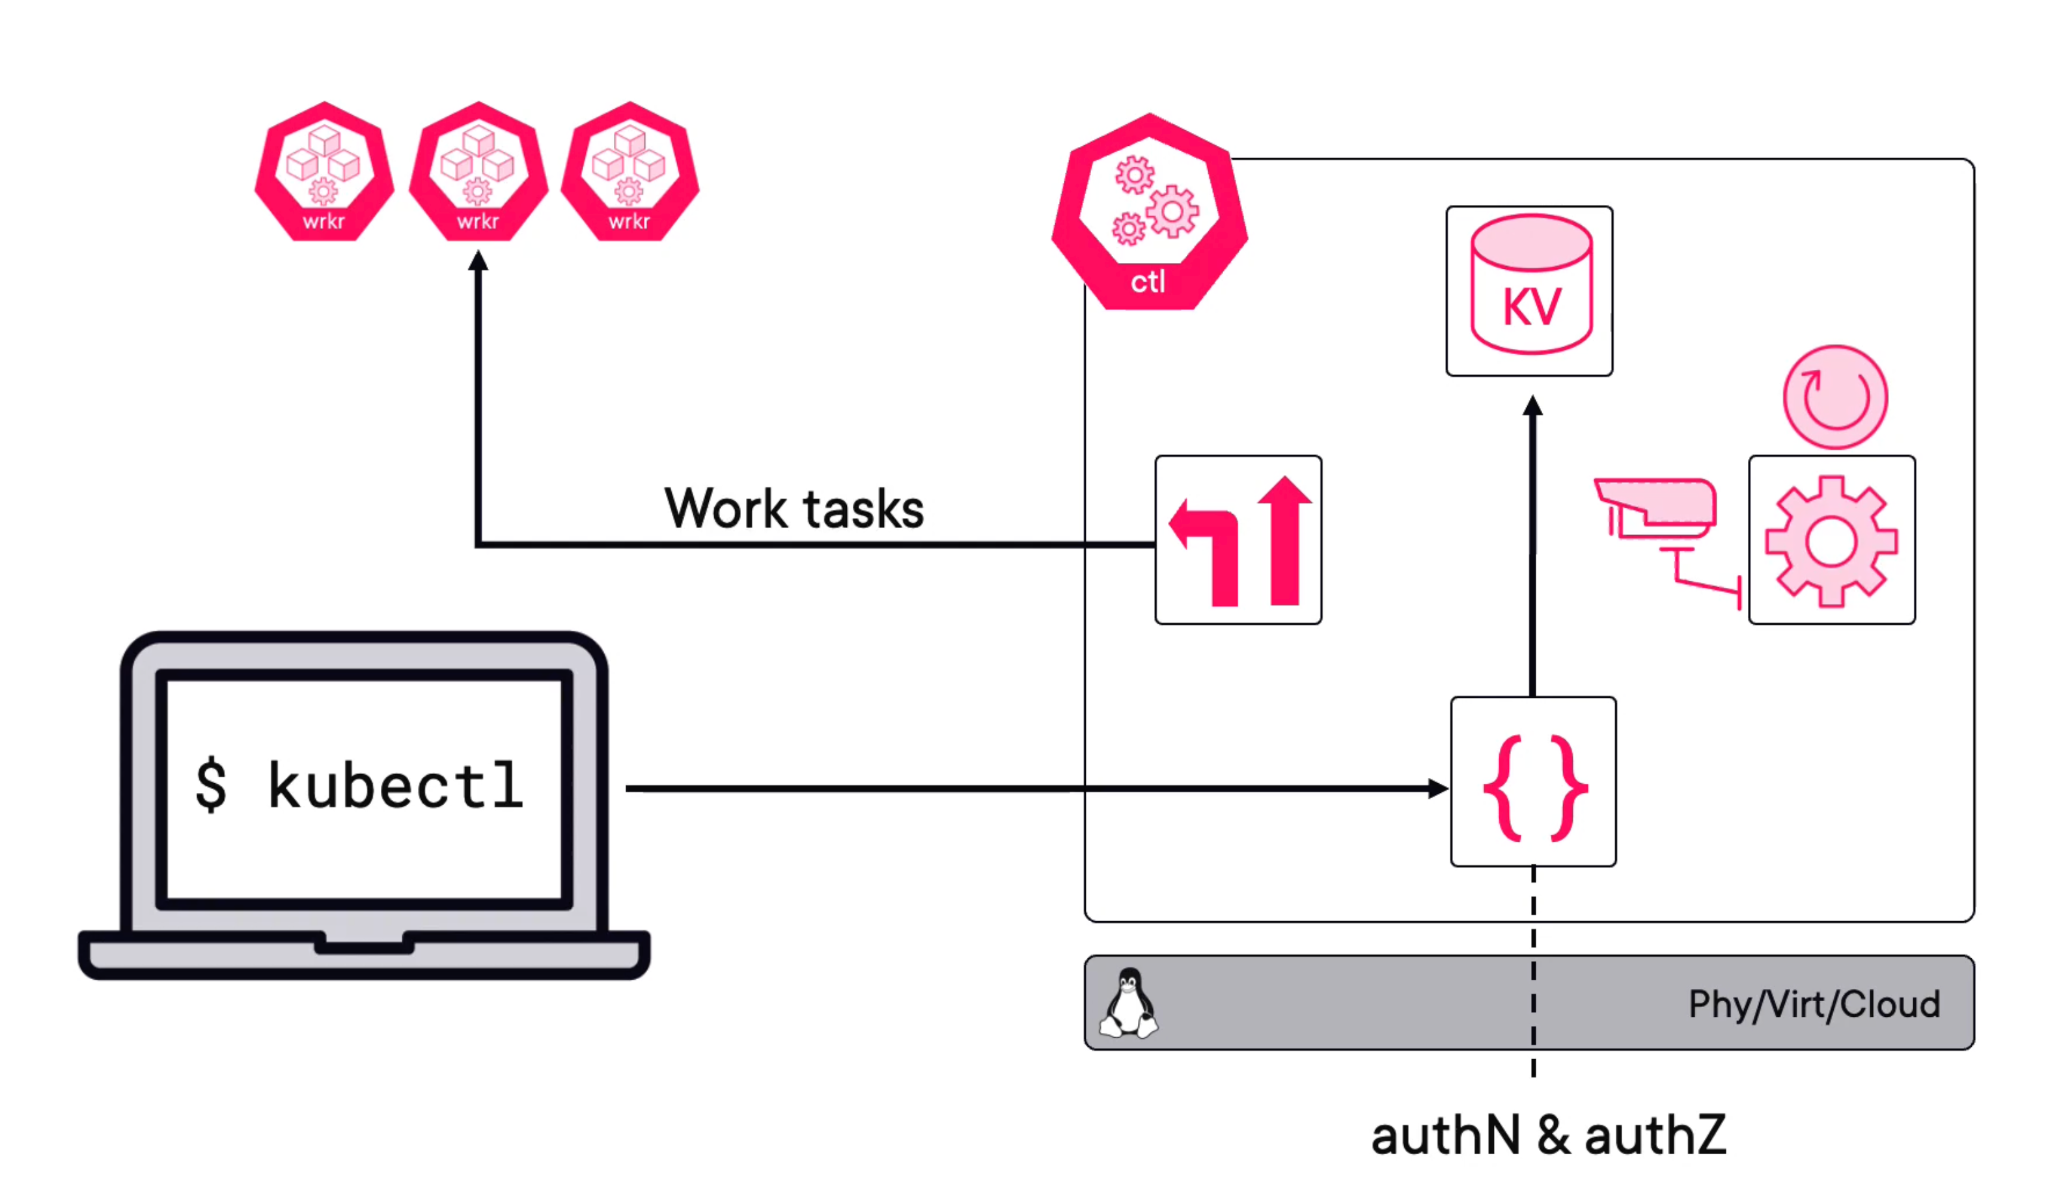 wrkr
wrkr
wrkr
ctl
KV
Work tasks
$ kubectl
{ }
Phy/Virt/Cloud
authN & authZ